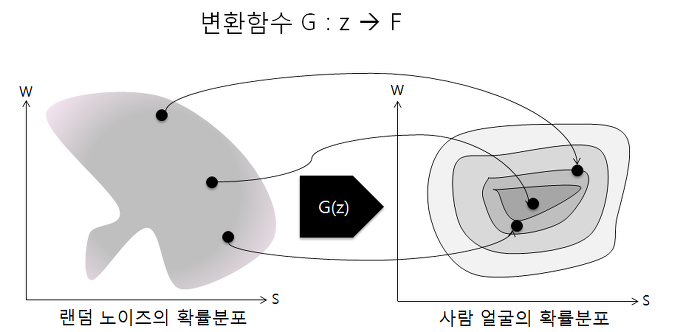 변환함수 G : z → F
W
W
G(z)
S
S
랜덤 노이즈의 확률분포
사람 얼굴의 확률분포